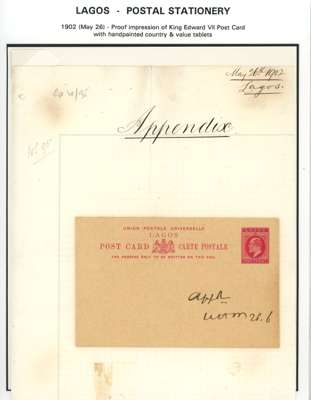 LAGOS - POSTAL STATIONERY
1902 (May 26) - Proof impression of King Edward VII Post Card
with handpainted country & value tablets
May 26th 1902
Lagos.
Appendix
UNION POSTALE UNIVERSELLE
LAGOS
POST CARD CARTE POSTALE
THE ADDRESS ONLY TO BE WRITTEN ON THIS SIDE.
LAGOS